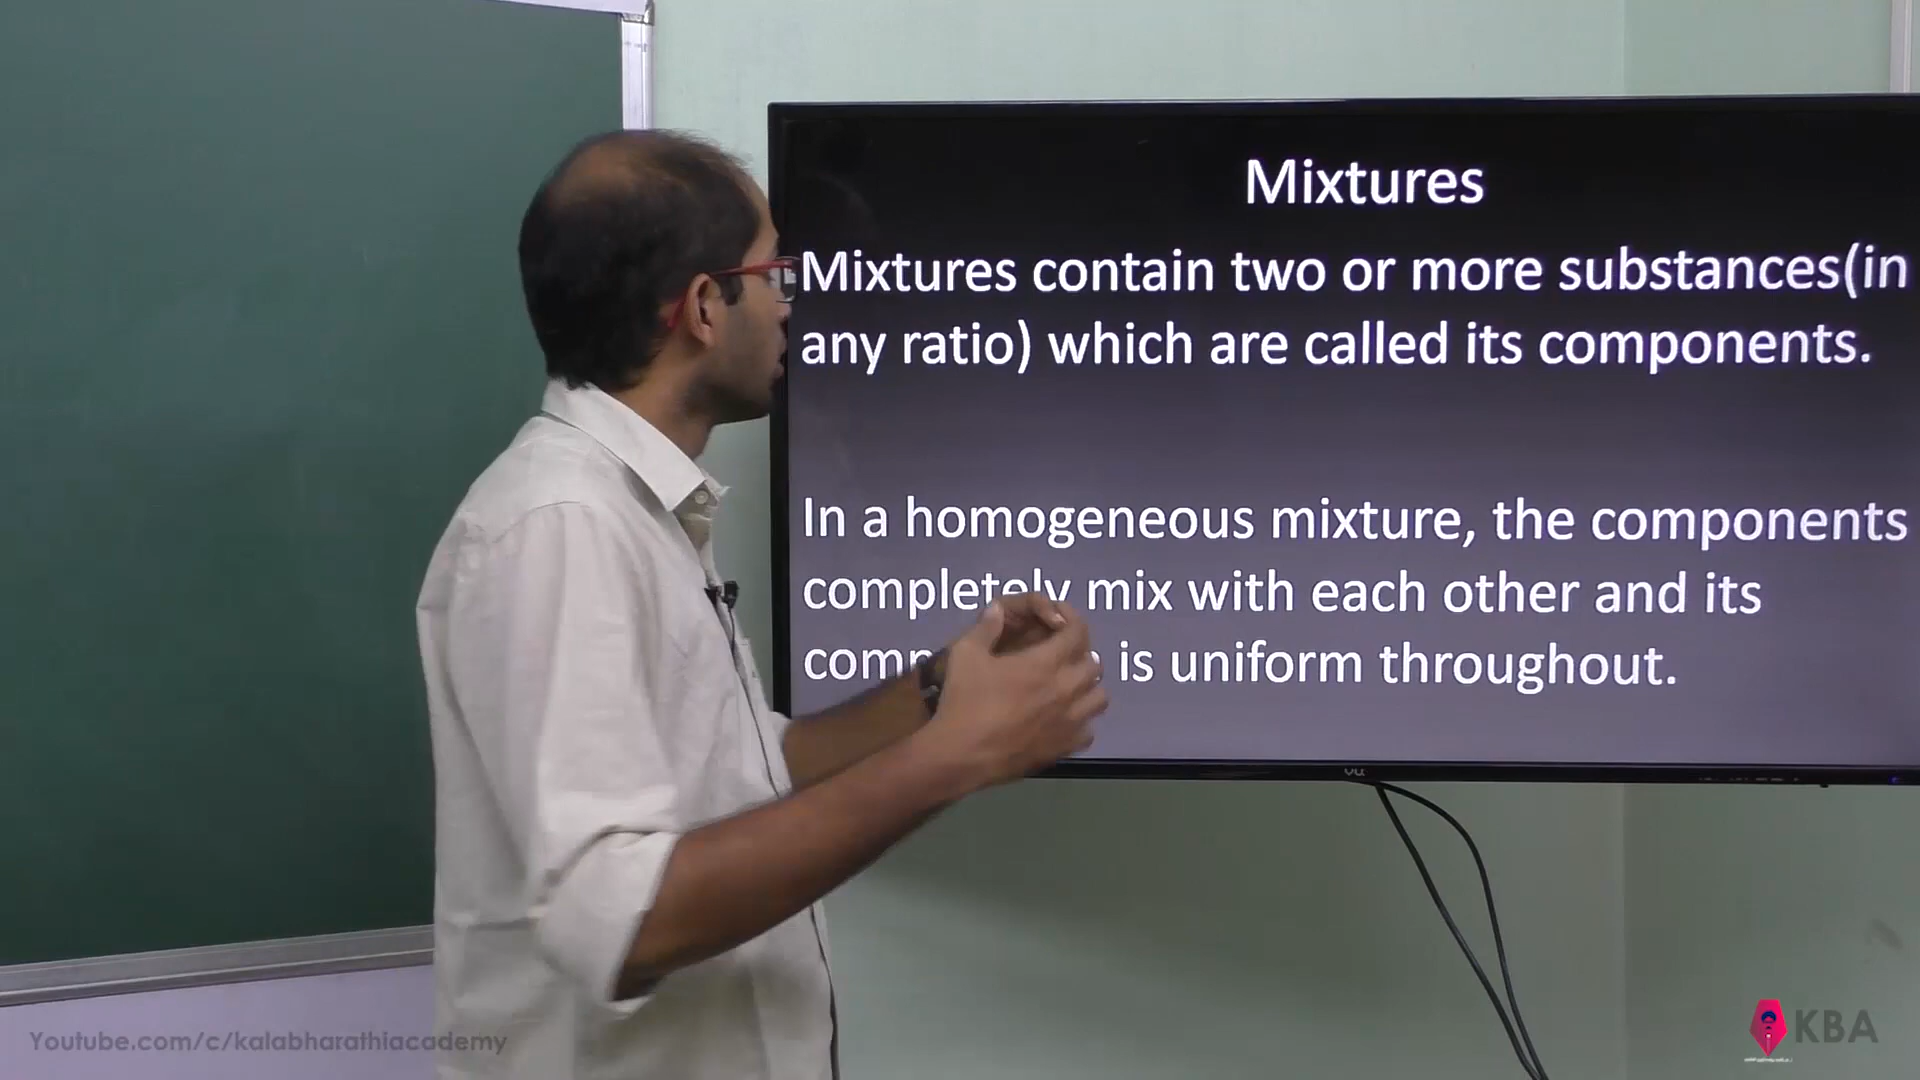 Mixtures
Mixtures contain two or more substances(in
any ratio) which are called its components.
In a homogeneous mixture, the components
completely mix with each other and its
is uniform throughout.
vu
Youtube.com/c/kalabharathiacademy
KBA